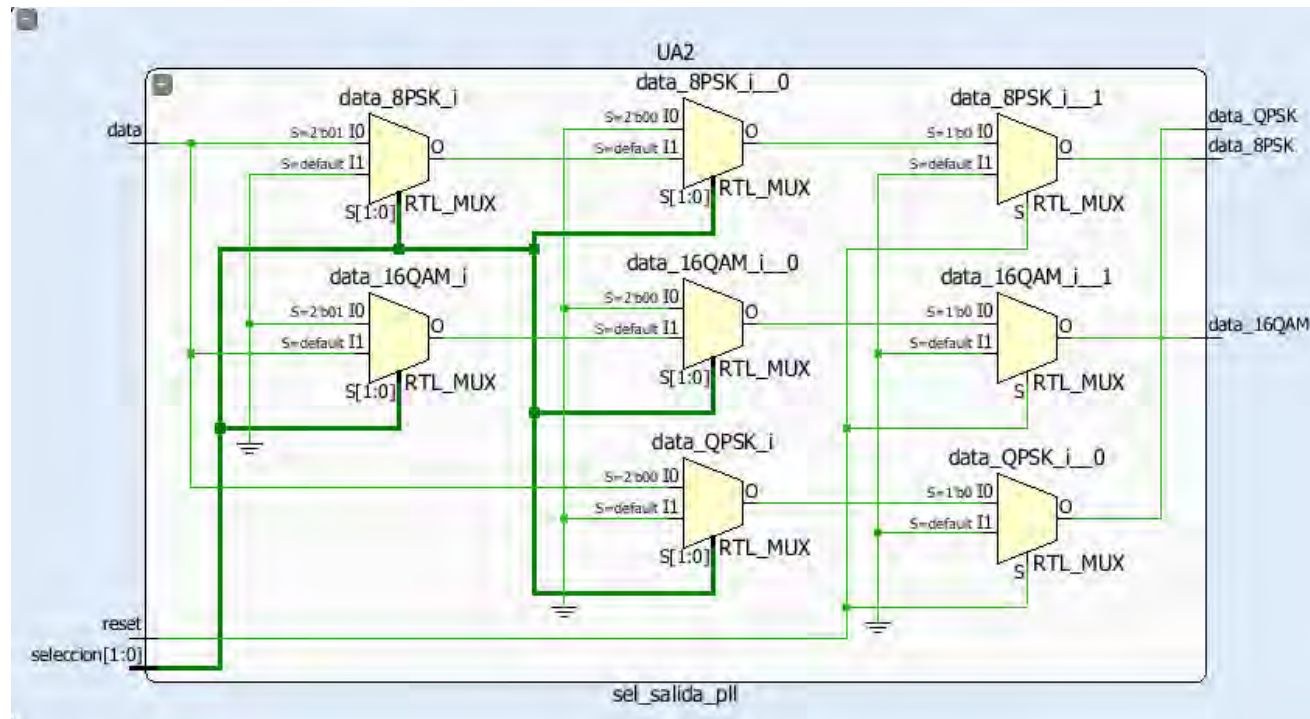 UA2
data_8PSK_i
data_8PSK_i__0
data_8PSK_i__1
data
S=2'b01 I0
S=default I1
O
S[1:0]
RTL_MUX
S=2'b00 I0
S=default I1
O
S[1:0]
RTL_MUX
S=1'b0 I0
S=default I1
O
S
RTL_MUX
data_QPSK
data_8PSK
data_16QAM_i
data_16QAM_i__0
data_16QAM_i__1
S=2'b01 I0
S=default I1
O
S[1:0]
RTL_MUX
S=2'b00 I0
S=default I1
O
S[1:0]
RTL_MUX
S=1'b0 I0
S=default I1
O
S
RTL_MUX
data_16QAM
data_QPSK_i
data_QPSK_i__0
S=2'b00 I0
S=default I1
O
S[1:0]
RTL_MUX
S=1'b0 I0
S=default I1
O
S
RTL_MUX
reset
seleccion[1:0]
sel_salida_pll